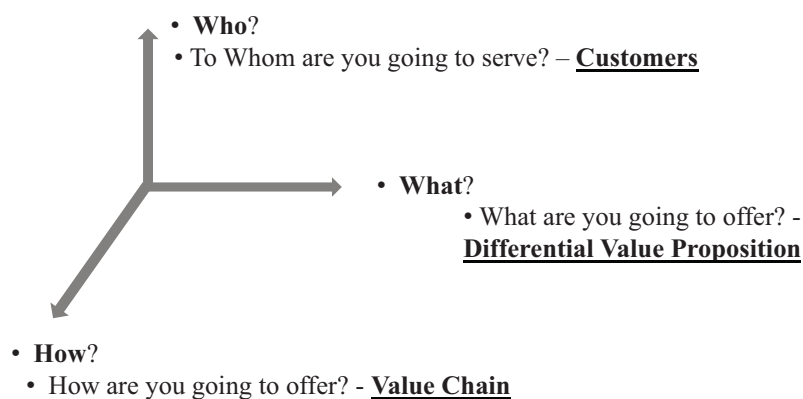 • Who?
• To Whom are you going to serve? – Customers
• What?
• What are you going to offer? -
Differential Value Proposition
• How?
• How are you going to offer? - Value Chain